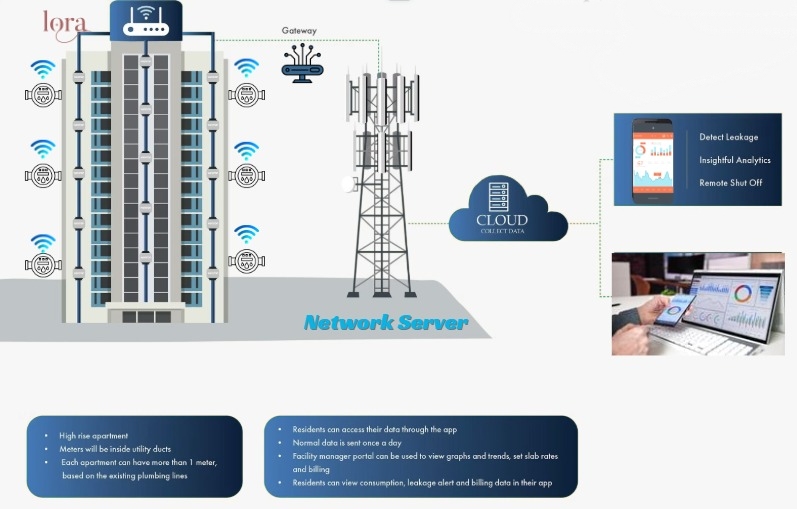 lora
Gateway
Detect Leakage
Insightful Analytics
Remote Shut Off
CLOUD
COLLECT DATA
Network Server
• High rise apartment
• Meters will be inside utility ducts
• Each apartment can have more than 1 meter,
based on the existing plumbing lines
• Residents can access their data through the app
• Normal data is sent once a day
• Facility manager portal can be used to view graphs and trends, set slab rates
and billing
• Residents can view consumption, leakage alert and billing data in their app